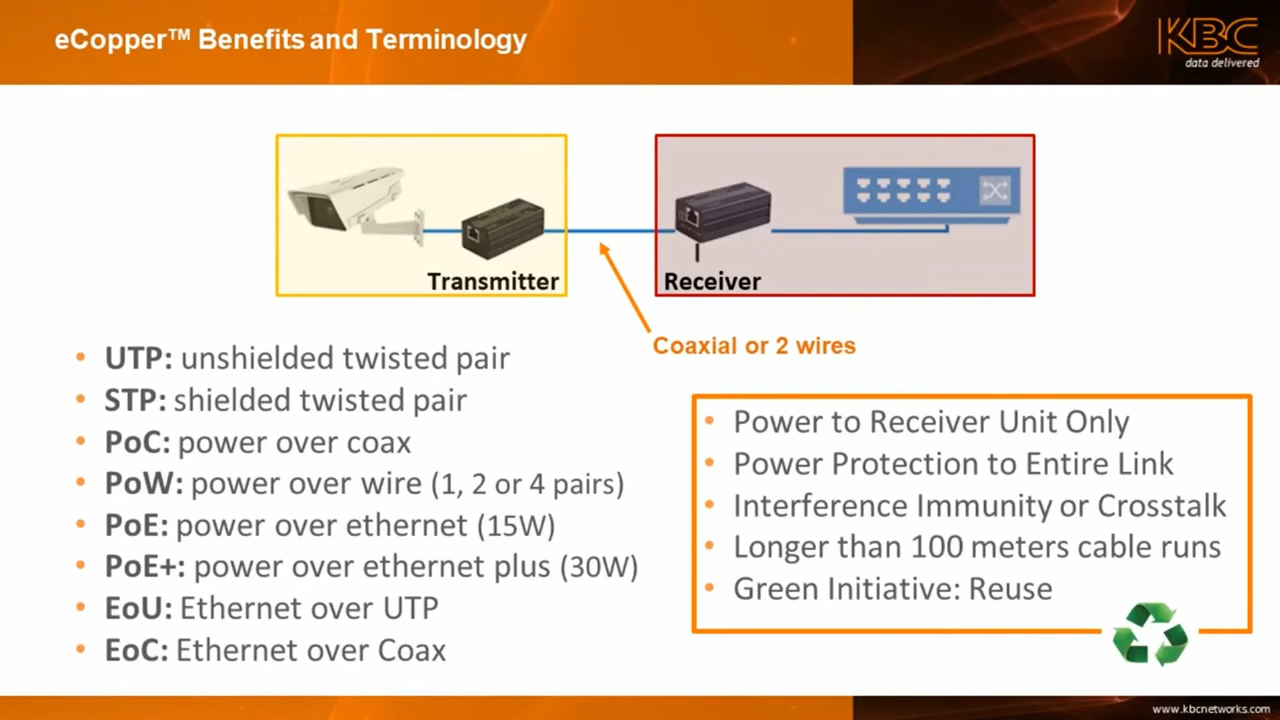 eCopper™ Benefits and Terminology
KBC
data delivered
Transmitter
Receiver
Coaxial or 2 wires
• UTP: unshielded twisted pair
• STP: shielded twisted pair
• PoC: power over coax
• PoW: power over wire (1, 2 or 4 pairs)
• PoE: power over ethernet (15W)
• PoE+: power over ethernet plus (30W)
• EoU: Ethernet over UTP
• EoC: Ethernet over Coax
• Power to Receiver Unit Only
• Power Protection to Entire Link
• Interference Immunity or Crosstalk
• Longer than 100 meters cable runs
• Green Initiative: Reuse
www.kbcnetworks.com